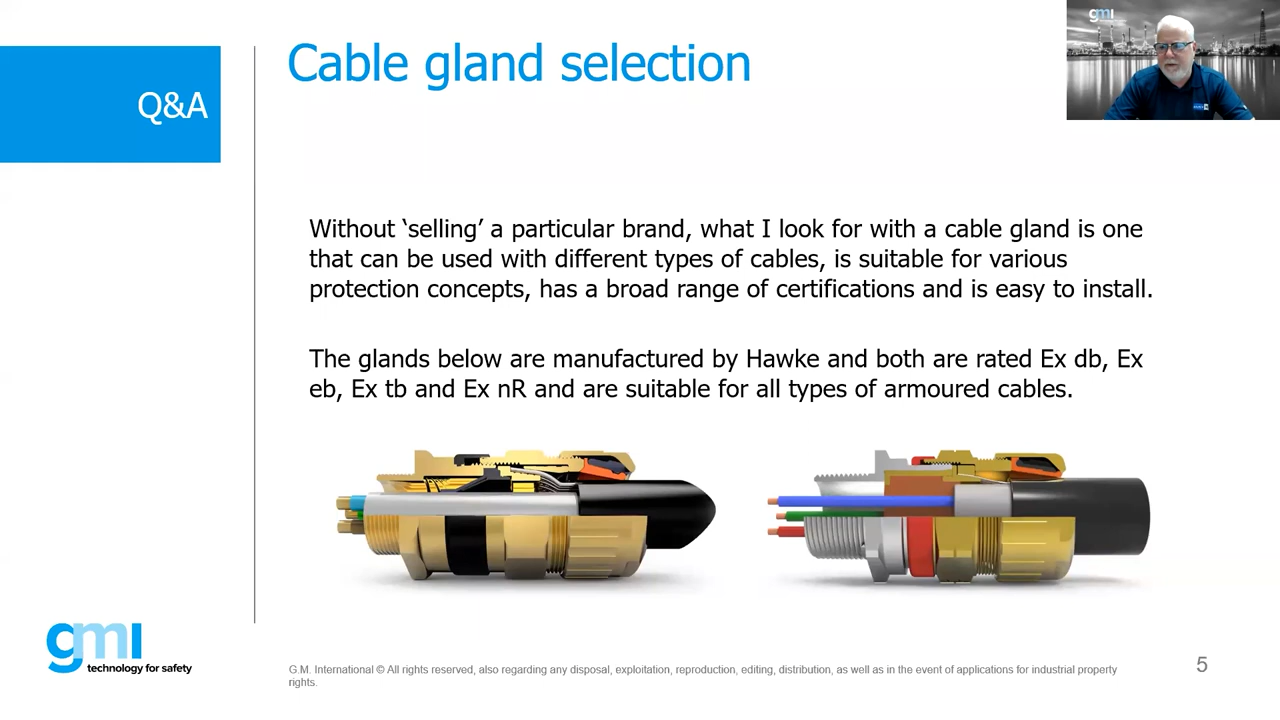 Q&A
Cable gland selection
gmi
Without ‘selling’ a particular brand, what I look for with a cable gland is one
that can be used with different types of cables, is suitable for various
protection concepts, has a broad range of certifications and is easy to install.
The glands below are manufactured by Hawke and both are rated Ex db, Ex
eb, Ex tb and Ex nR and are suitable for all types of armoured cables.
gmi
technology for safety
G.M. International © All rights reserved, also regarding any disposal, exploitation, reproduction, editing, distribution, as well as in the event of applications for industrial property
rights.
5